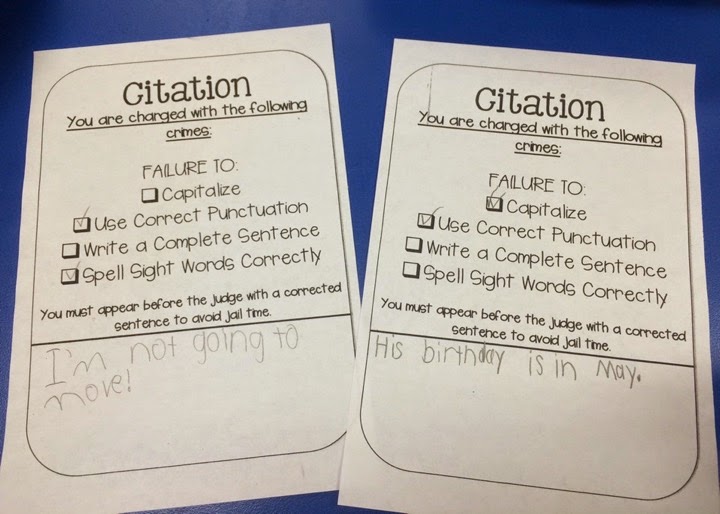 Citation
You are charged with the following
crimes:
FAILURE TO:
Capitalize
Use Correct Punctuation
Write a Complete Sentence
Spell Sight Words Correctly
You must appear before the judge with a corrected
sentence to avoid jail time.
I'm not going to
move!
Citation
You are charged with the following
crimes:
FAILURE TO:
Capitalize
Use Correct Punctuation
Write a Complete Sentence
Spell Sight Words Correctly
You must appear before the judge with a corrected
sentence to avoid jail time.
His birthday is in May.